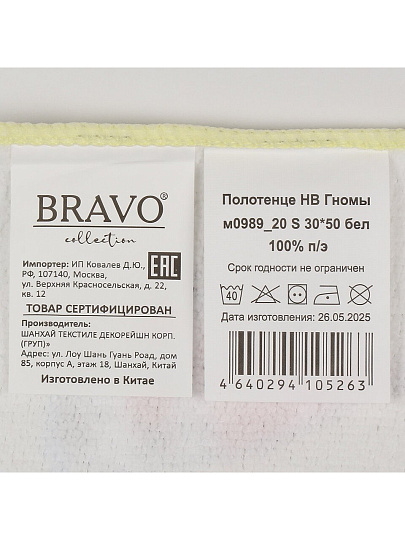 BRAVO®
collection
Импортер: ИП Ковалев Д.Ю.,
РФ, 107140, Москва,
ул. Верхняя Красносельская, д. 22,
кв. 12
EAC
ТОВАР СЕРТИФИЦИРОВАН
Производитель:
ШАНХАЙ ТЕКСТИЛЕ ДЕКОРЕЙШН КОРП.
(ГРУП)»
Адрес: ул. Лоу Шань Гуань Роад, дом
85, корпус А, этаж 18, Шанхай, Китай
Изготовлено в Китае
Полотенце НВ Гномы
м0989_20 S 30*50 бел
100% п/э
Срок годности не ограничен
40
Дата изготовления: 26.05.2025
4 640294 105263